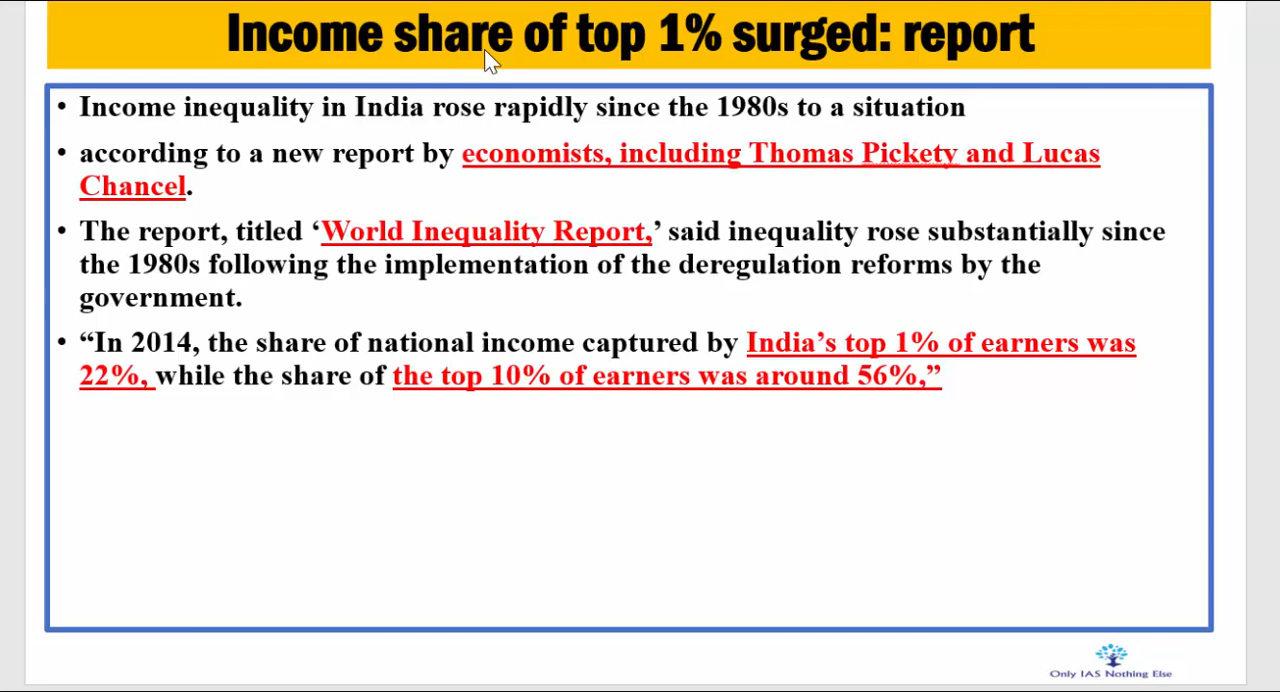 Income share of top 1% surged: report
• Income inequality in India rose rapidly since the 1980s to a situation
• according to a new report by economists, including Thomas Pickety and Lucas
Chancel.
• The report, titled ‘World Inequality Report,’ said inequality rose substantially since
the 1980s following the implementation of the deregulation reforms by the
government.
• “In 2014, the share of national income captured by India’s top 1% of earners was
22%, while the share of the top 10% of earners was around 56%,”
Only IAS Nothing Else